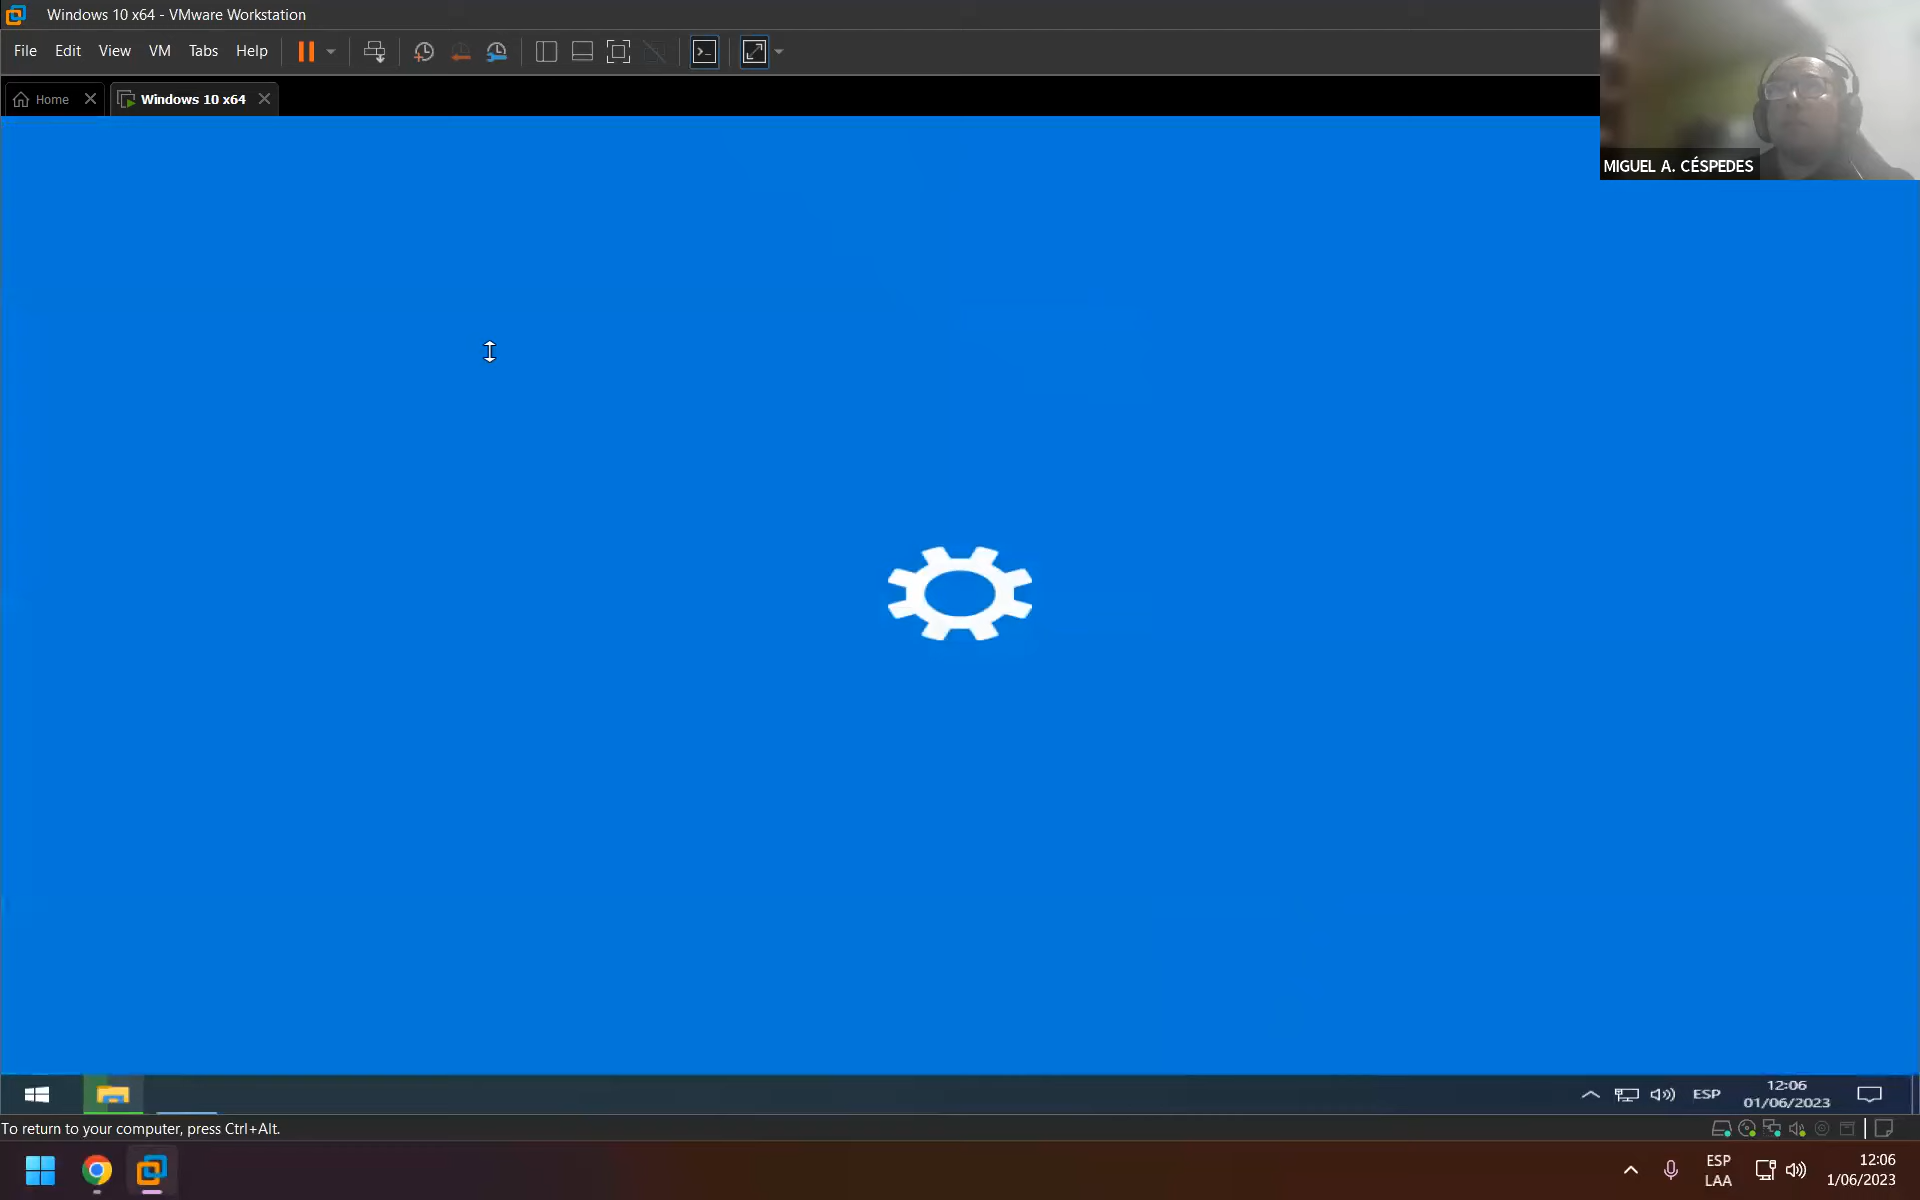 Windows 10 x64 - VMware Workstation
File Edit View VM Tabs Help
Home
Windows 10 x64
MIGUEL A. CÉSPEDES
ESP
12:06
01/06/2023
To return to your computer, press Ctrl+Alt.
ESP
LAA
12:06
1/06/2023